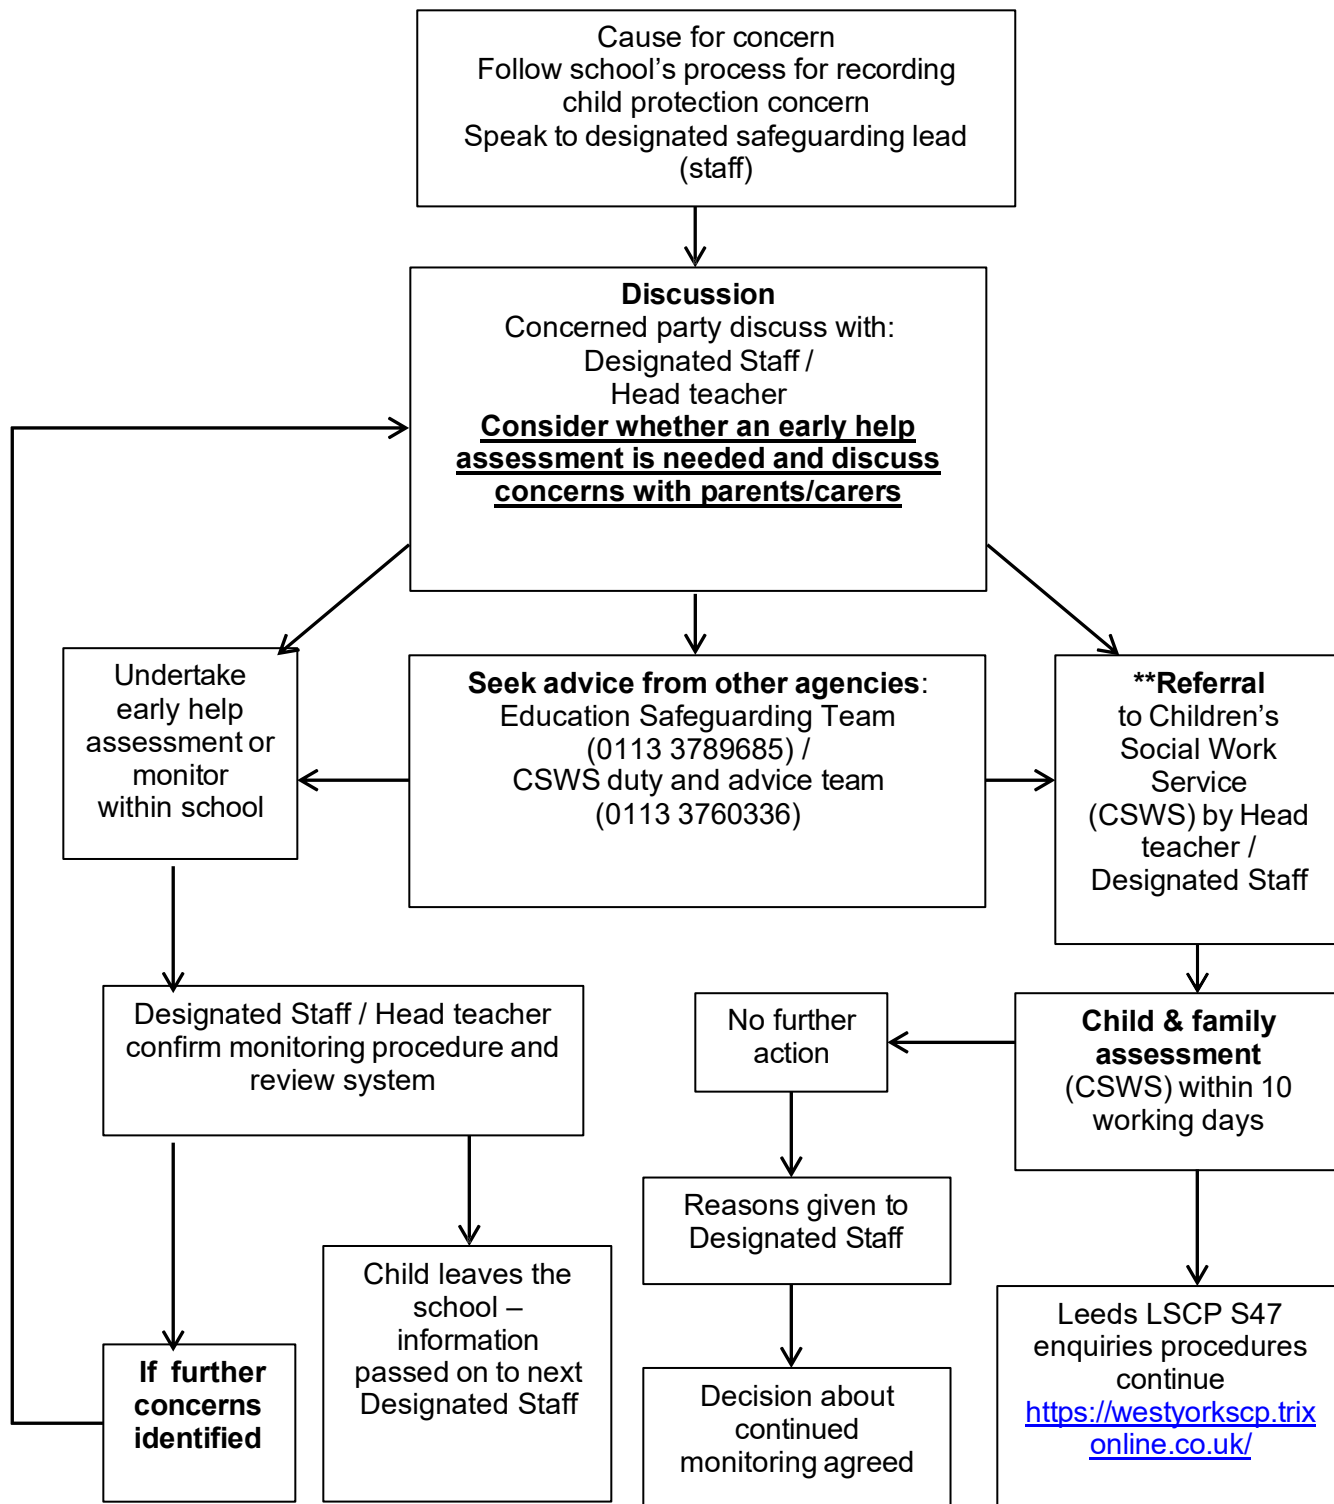 Cause for concern
Follow school’s process for recording
child protection concern
Speak to designated safeguarding lead
(staff)
Discussion
Concerned party discuss with:
Designated Staff /
Head teacher
Consider whether an early help
assessment is needed and discuss
concerns with parents/carers
Undertake
early help
assessment or
monitor
within school
Seek advice from other agencies:
Education Safeguarding Team
(0113 3789685) /
CSWS duty and advice team
(0113 3760336)
**Referral
to Children’s
Social Work
Service
(CSWS) by Head
teacher /
Designated Staff
Designated Staff / Head teacher
confirm monitoring procedure and
review system
No further
action
Child & family
assessment
(CSWS) within 10
working days
Reasons given to
Designated Staff
If further
concerns
identified
Child leaves the
school –
information
passed on to next
Designated Staff
Decision about
continued
monitoring agreed
Leeds LSCP S47
enquiries procedures
continue
https://westyorkscp.trix
online.co.uk/